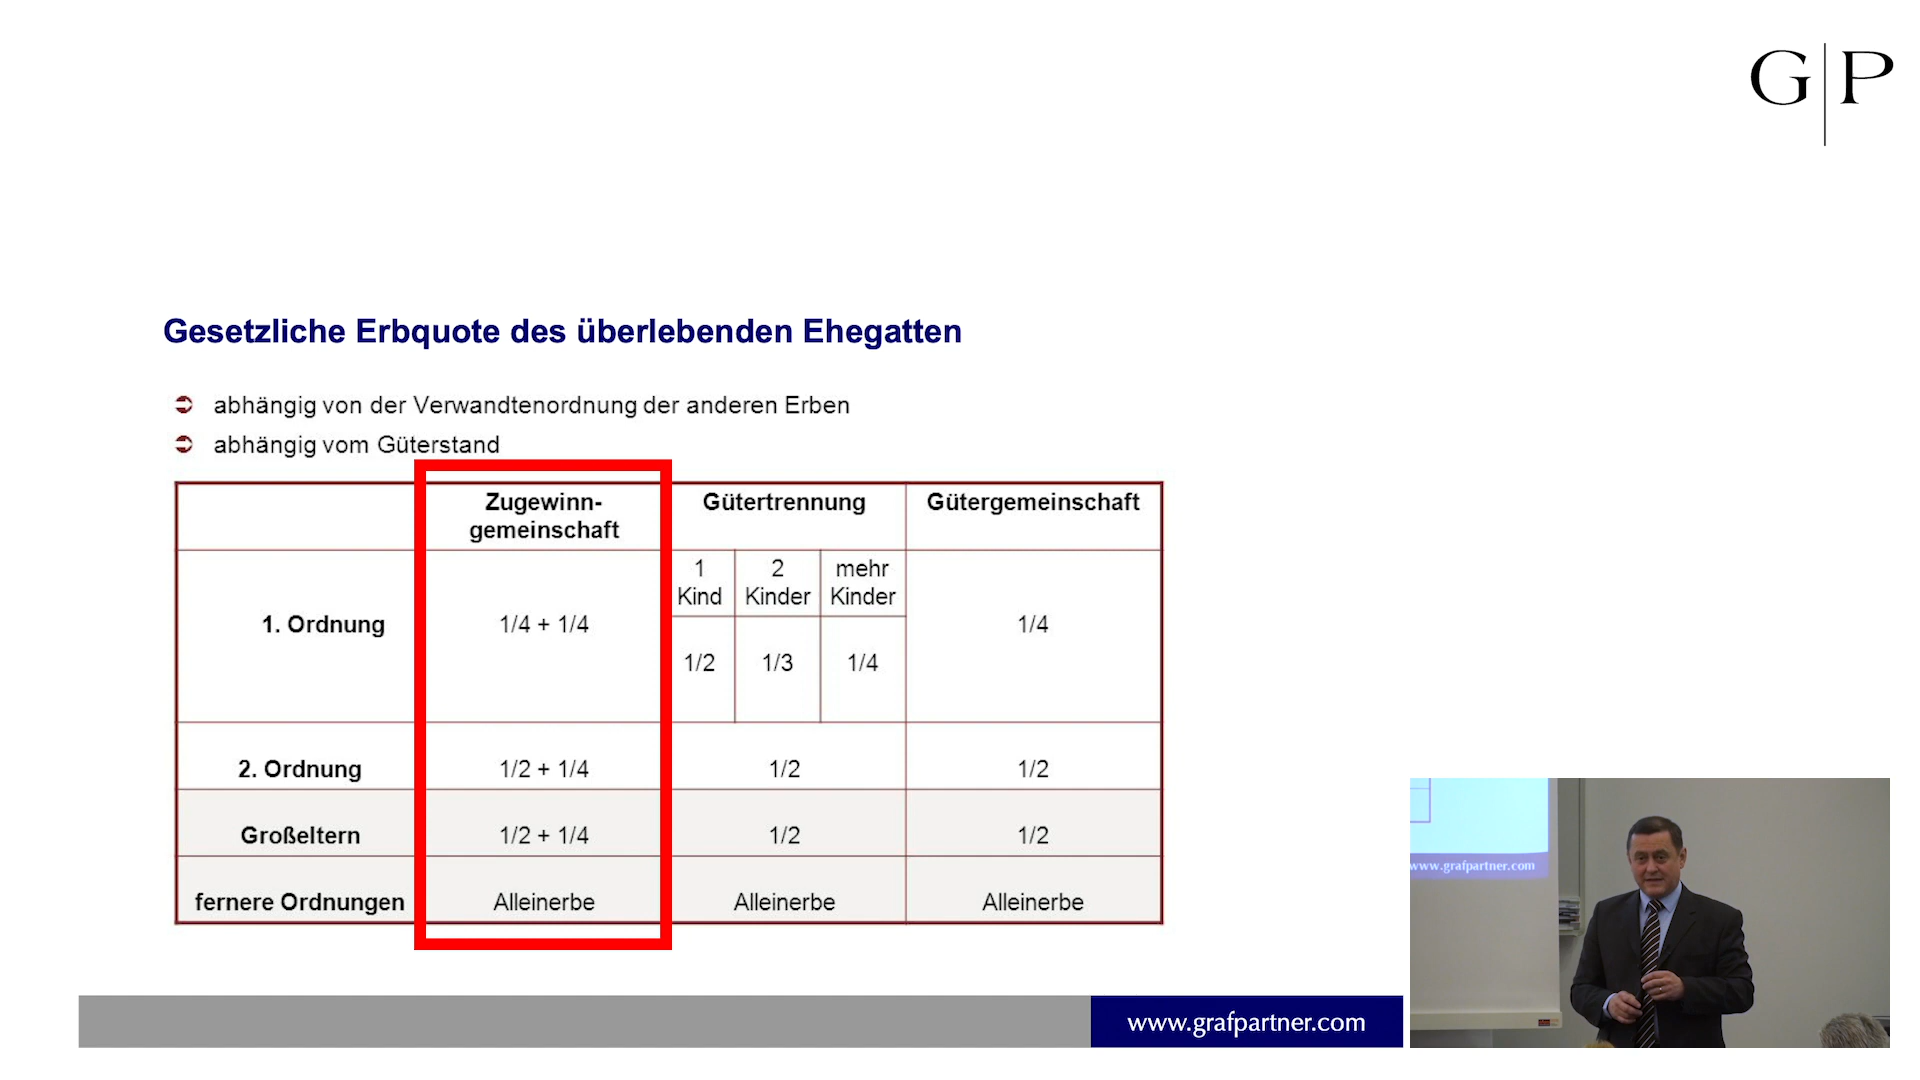 G|P
Gesetzliche Erbquote des überlebenden Ehegatten
abhängig von der Verwandtenordnung der anderen Erben
abhängig vom Güterstand
Zugewinn-
gemeinschaft
Gütertrennung
Gütergemeinschaft
1. Ordnung
1/4 + 1/4
1
Kind
2
Kinder
mehr
Kinder
1/2
1/3
1/4
1/4
2. Ordnung
1/2 + 1/4
1/2
1/2
Großeltern
1/2 + 1/4
1/2
1/2
fernere Ordnungen
Alleinerbe
Alleinerbe
Alleinerbe
www.grafpartner.com
www.grafpartner.com